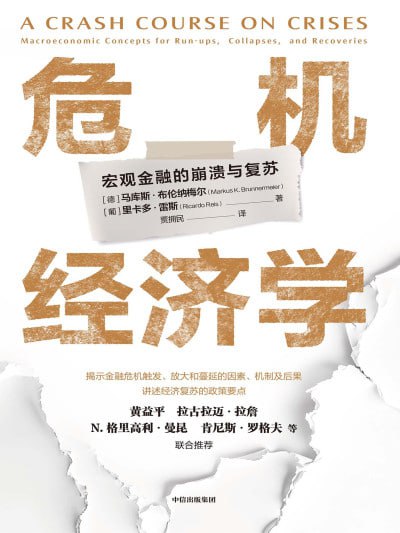 A CRASH COURSE ON CRISES
Macroeconomic Concepts for Run-ups, Collapses, and Recoveries
危机
宏观金融的崩溃与复苏
[德] 马库斯·布伦纳梅尔 (Markus K. Brunnermeier)
[葡] 里卡多·雷斯 (Ricardo Reis) 著
贾拥民 译
经济学
揭示金融危机触发、放大和蔓延的因素、机制及后果
讲述经济复苏的政策要点
黄益平 拉古拉迈·拉詹
N. 格里高利·曼昆 肯尼斯·罗格夫 等
联合推荐
中信出版集团